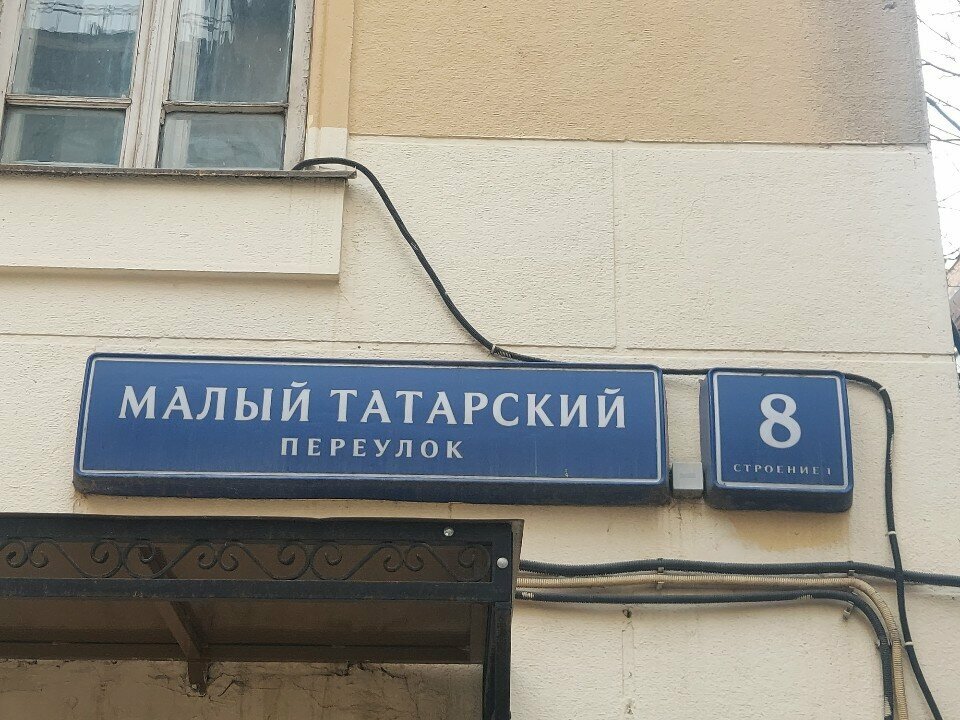 МАЛЫЙ ТАТАРСКИЙ
ПЕРЕУЛОК
8
СТРОЕНИЕ 1